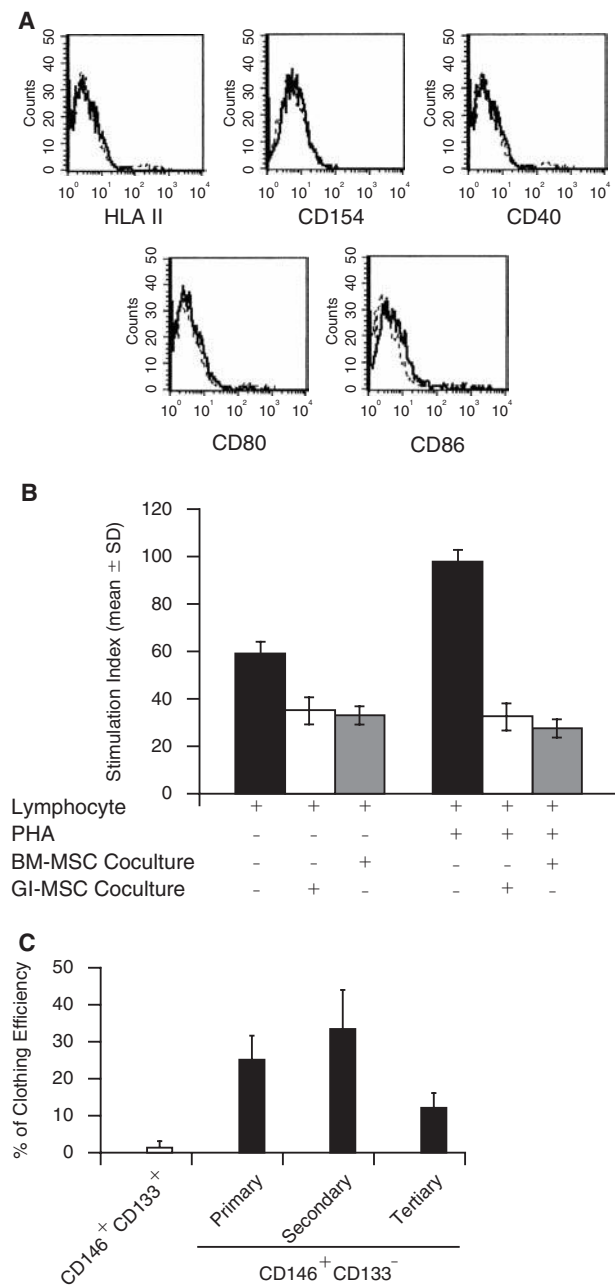 A
50
40
30
20
10
0
Counts
10⁰ 10¹ 10² 10³ 10⁴
HLA II
50
40
30
20
10
0
Counts
10⁰ 10¹ 10² 10³ 10⁴
CD154
50
40
30
20
10
0
Counts
10⁰ 10¹ 10² 10³ 10⁴
CD40
50
40
30
20
10
0
Counts
10⁰ 10¹ 10² 10³ 10⁴
CD80
50
40
30
20
10
0
Counts
10⁰ 10¹ 10² 10³ 10⁴
CD86
B
Stimulation Index (mean ± SD)
120
100
80
60
40
20
0
Lymphocyte + + + + + +
PHA - - - + + +
BM-MSC Coculture - - + - - +
GI-MSC Coculture - + - - + -
C
% of Clothing Efficiency
50
40
30
20
10
0
CD146⁺ CD133⁺
Primary
Secondary
Tertiary
CD146⁺CD133⁻